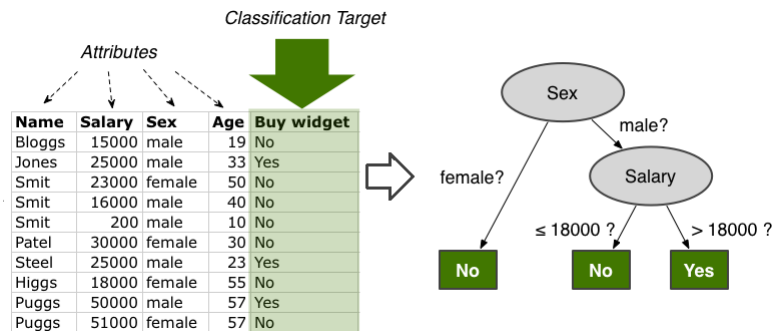 Classification Target
Attributes
Name Salary Sex Age Buy widget
Bloggs 15000 male 19 No
Jones 25000 male 33 Yes
Smit 23000 female 50 No
Smit 16000 male 40 No
Smit 200 male 10 No
Patel 30000 female 30 No
Steel 25000 male 23 Yes
Higgs 18000 female 55 No
Puggs 50000 male 57 Yes
Puggs 51000 female 57 No
Sex
male?
female?
Salary
≤ 18000 ?
> 18000 ?
No
No
Yes